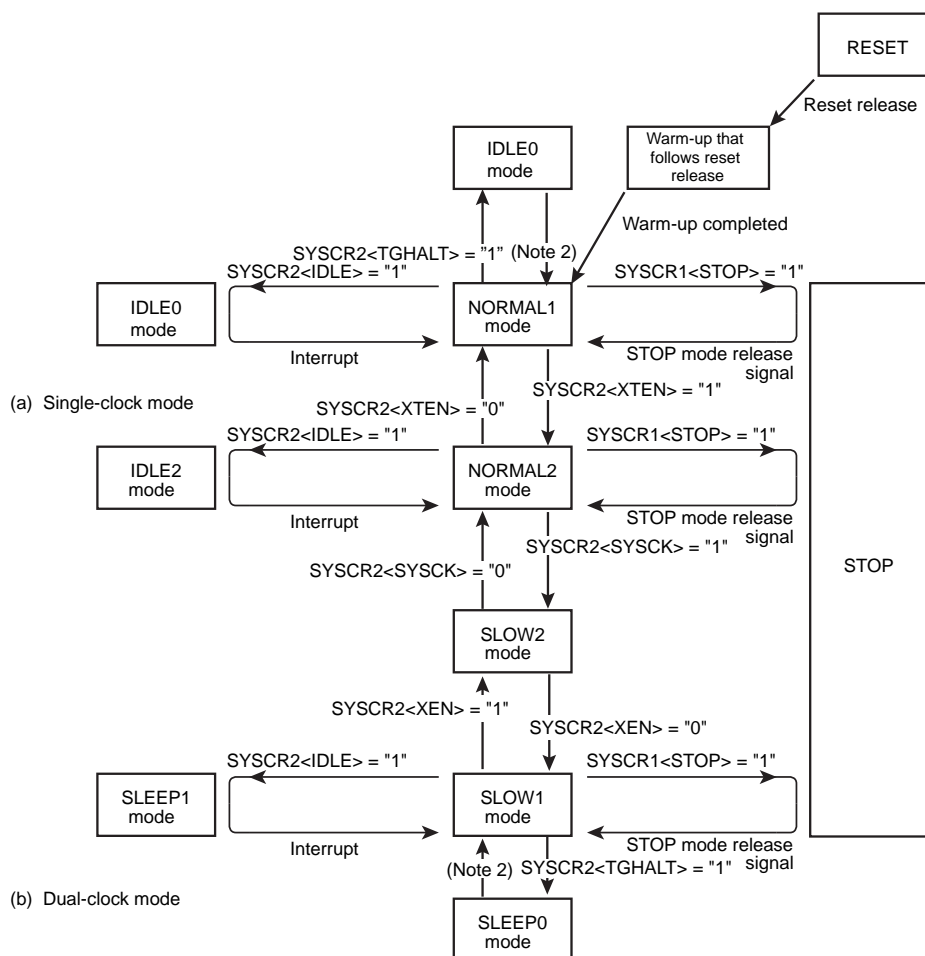 RESET
Reset release
IDLE0
mode
Warm-up that
follows reset
release
Warm-up completed
SYSCR2<TGHALT> = "1"
(Note 2)
SYSCR2<IDLE> = "1"
SYSCR1<STOP> = "1"
IDLE0
mode
NORMAL1
mode
Interrupt
STOP mode release
signal
SYSCR2<XTEN> = "1"
(a) Single-clock mode
SYSCR2<XTEN> = "0"
SYSCR2<IDLE> = "1"
SYSCR1<STOP> = "1"
IDLE2
mode
NORMAL2
mode
Interrupt
STOP mode release
signal
SYSCR2<SYSCK> = "1"
SYSCR2<SYSCK> = "0"
STOP
SLOW2
mode
SYSCR2<XEN> = "1"
SYSCR2<XEN> = "0"
SYSCR2<IDLE> = "1"
SYSCR1<STOP> = "1"
SLEEP1
mode
SLOW1
mode
Interrupt
STOP mode release
signal
(Note 2)
SYSCR2<TGHALT> = "1"
(b) Dual-clock mode
SLEEP0
mode